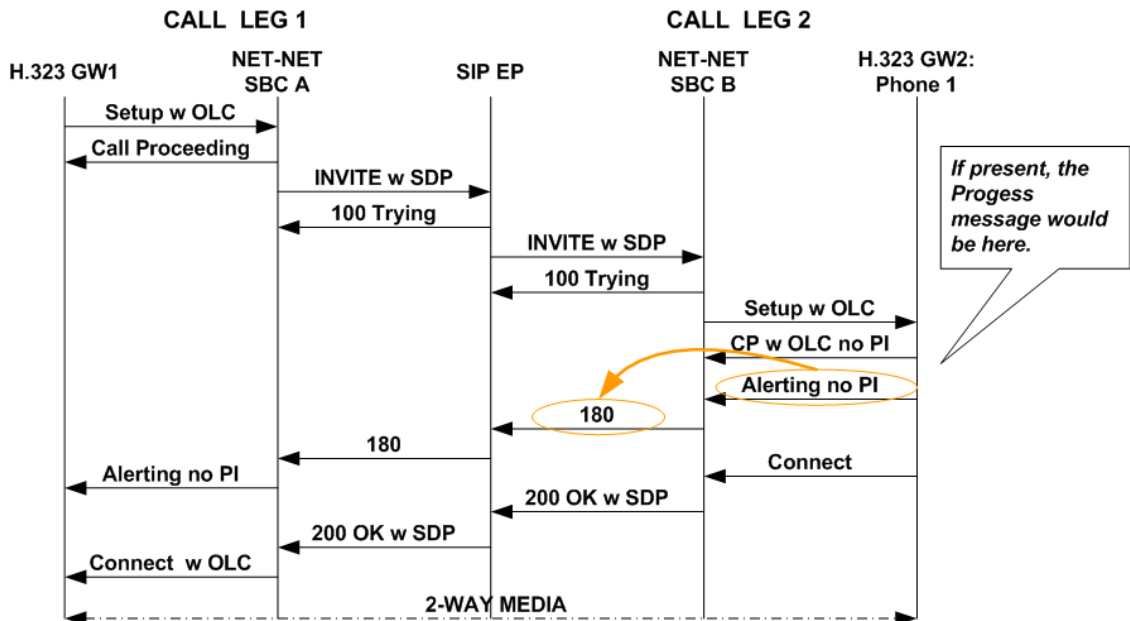 CALL LEG 1
CALL LEG 2
H.323 GW1
NET-NET
SBC A
SIP EP
NET-NET
SBC B
H.323 GW2:
Phone 1
Setup w OLC
Call Proceeding
If present, the
Progess
message would
be here.
INVITE w SDP
100 Trying
INVITE w SDP
100 Trying
Setup w OLC
CP w OLC no PI
Alerting no PI
180
180
Connect
Alerting no PI
200 OK w SDP
200 OK w SDP
Connect w OLC
2-WAY MEDIA